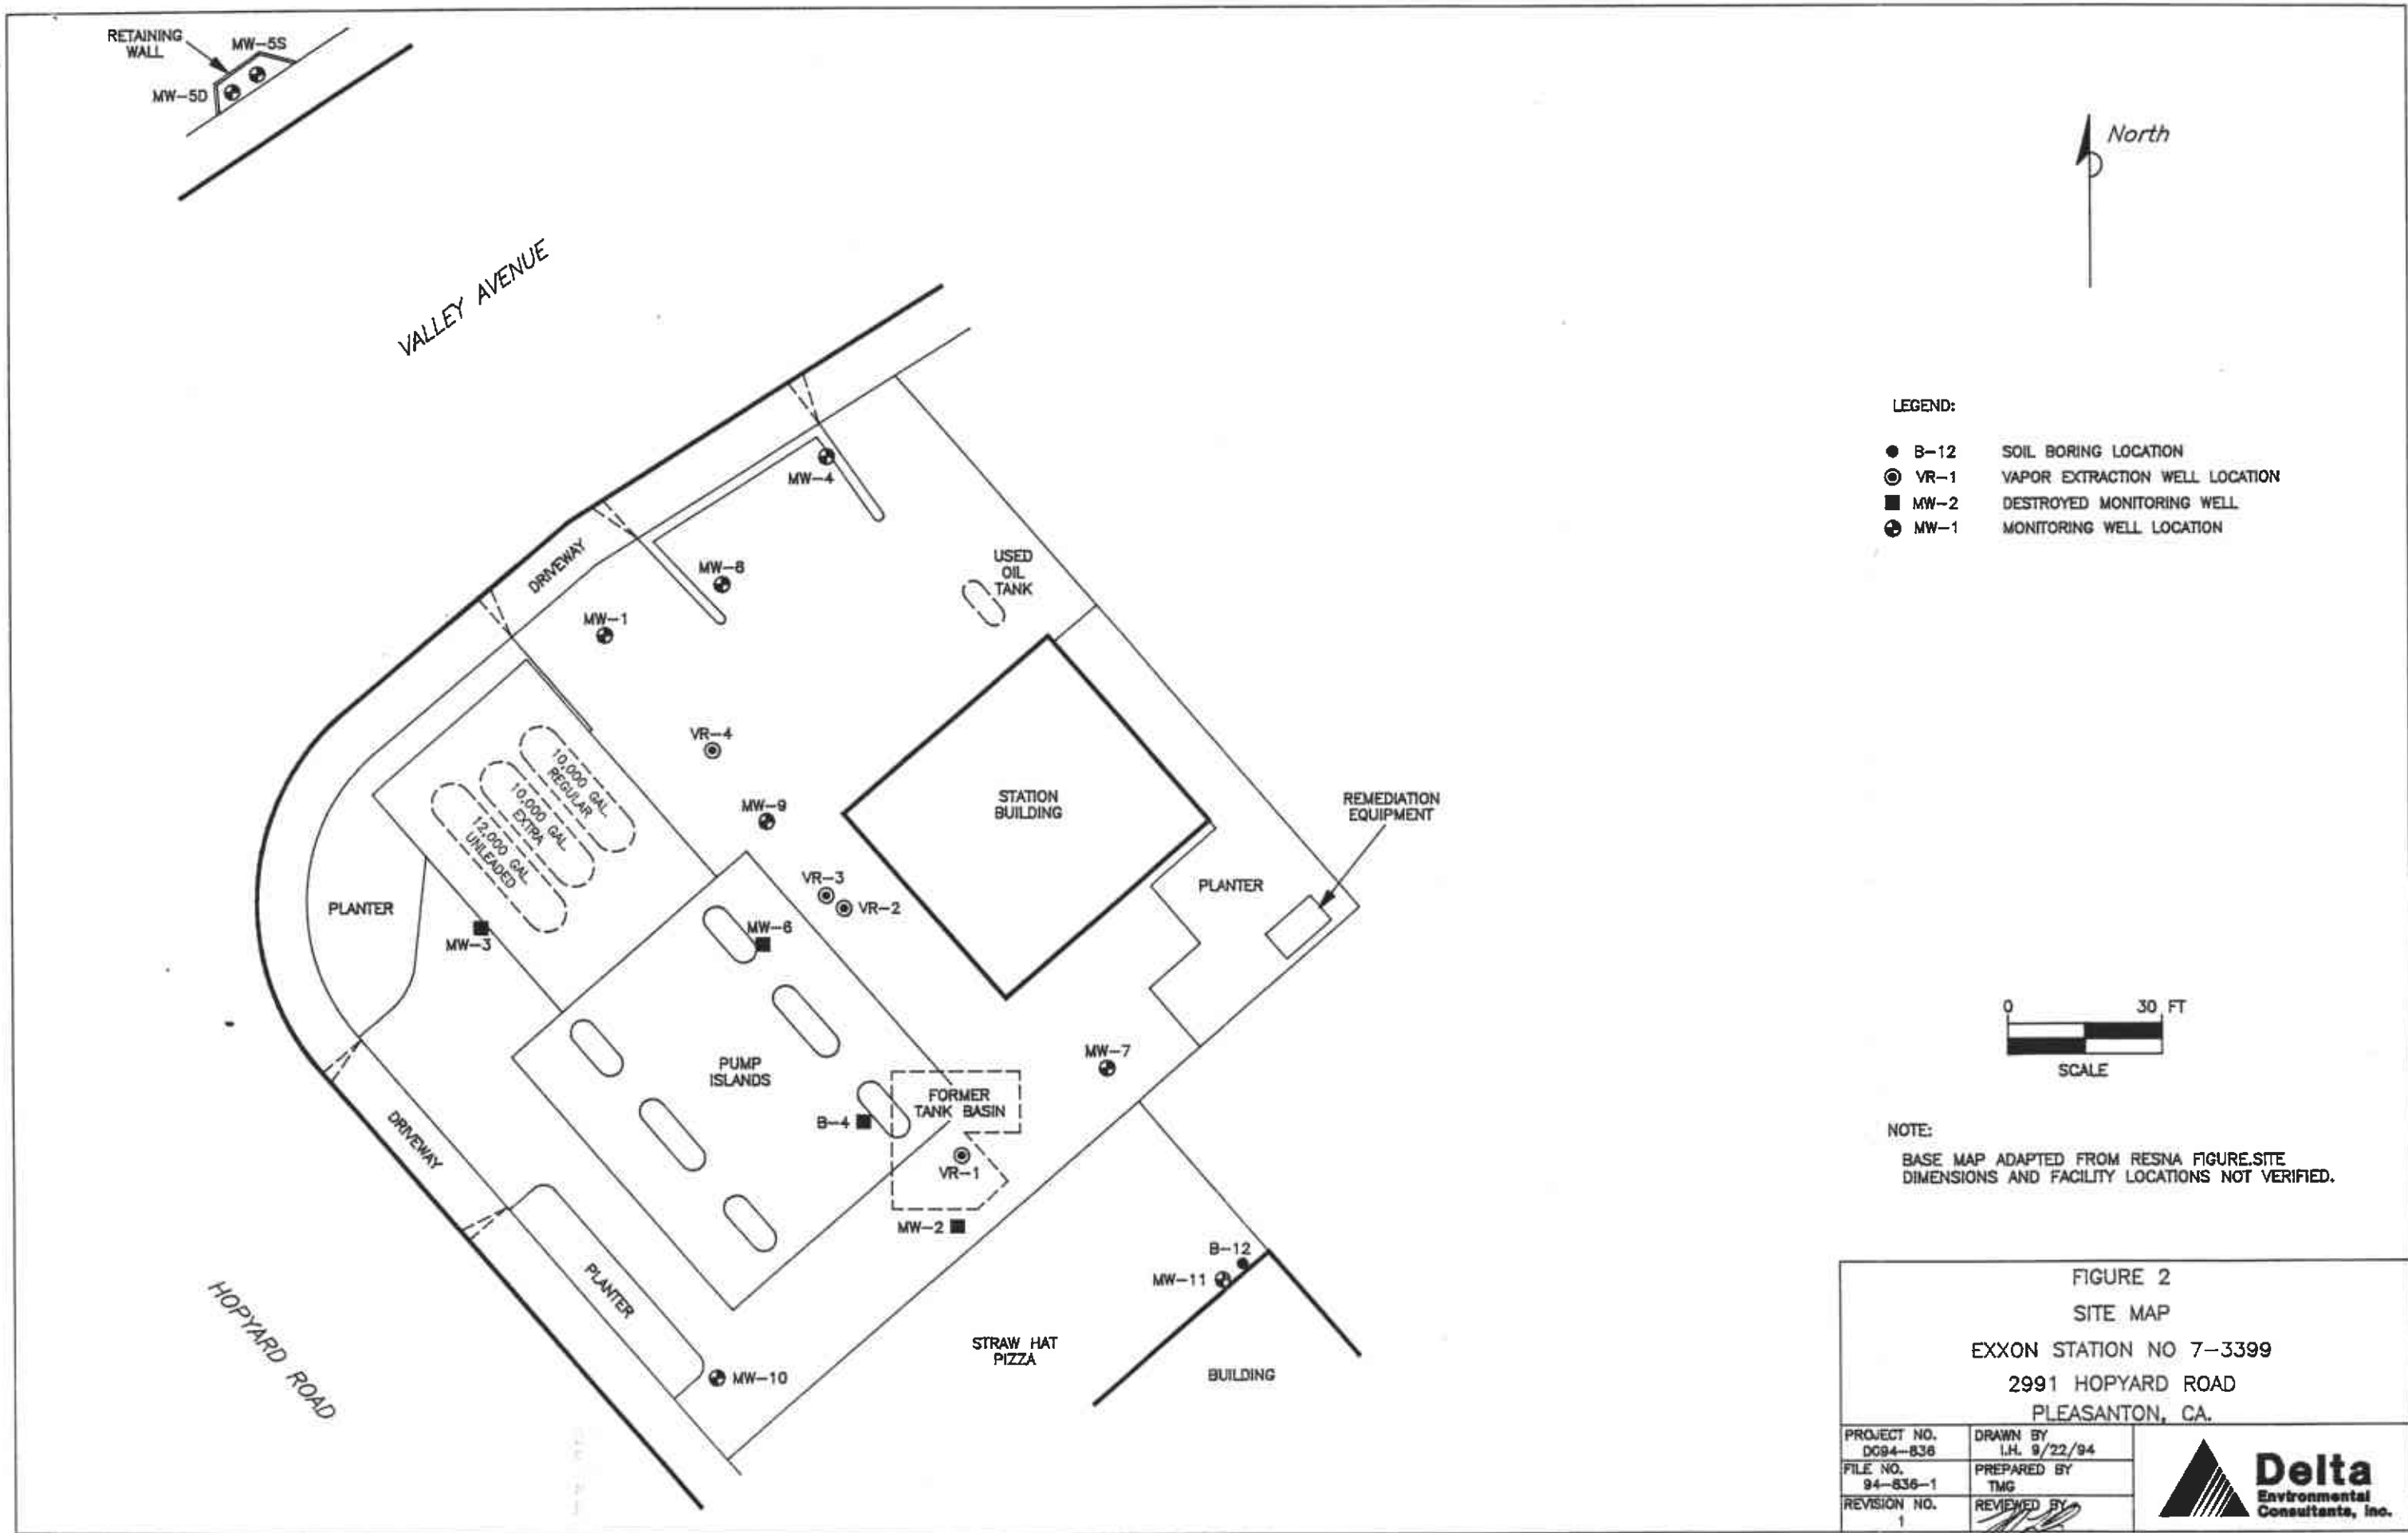 RETAINING
WALL
MW-5S
MW-5D
North
VALLEY AVENUE
LEGEND:
B-12 SOIL BORING LOCATION
VR-1 VAPOR EXTRACTION WELL LOCATION
MW-2 DESTROYED MONITORING WELL
MW-1 MONITORING WELL LOCATION
MW-4
DRIVEWAY
MW-8
USED
OIL
TANK
MW-1
VR-4
10,000 GAL.
REGULAR
10,000 GAL.
EXTRA
12,000 GAL.
UNLEADED
MW-9
STATION
BUILDING
REMEDIATION
EQUIPMENT
VR-3
VR-2
PLANTER
PLANTER
MW-3
MW-6
0 30 FT
SCALE
PUMP
ISLANDS
MW-7
FORMER
TANK BASIN
B-4
DRIVEWAY
VR-1
MW-2
NOTE:
BASE MAP ADAPTED FROM RESNA FIGURE.SITE
DIMENSIONS AND FACILITY LOCATIONS NOT VERIFIED.
B-12
MW-11
PLANTER
HOPYARD ROAD
STRAW HAT
PIZZA
BUILDING
MW-10
FIGURE 2
SITE MAP
EXXON STATION NO 7-3399
2991 HOPYARD ROAD
PLEASANTON, CA.
PROJECT NO.
DG94-836
DRAWN BY
I.H. 9/22/94
FILE NO.
94-836-1
PREPARED BY
TMG
REVISION NO.
1
REVIEWED BY
Delta
Environmental
Consultants, Inc.